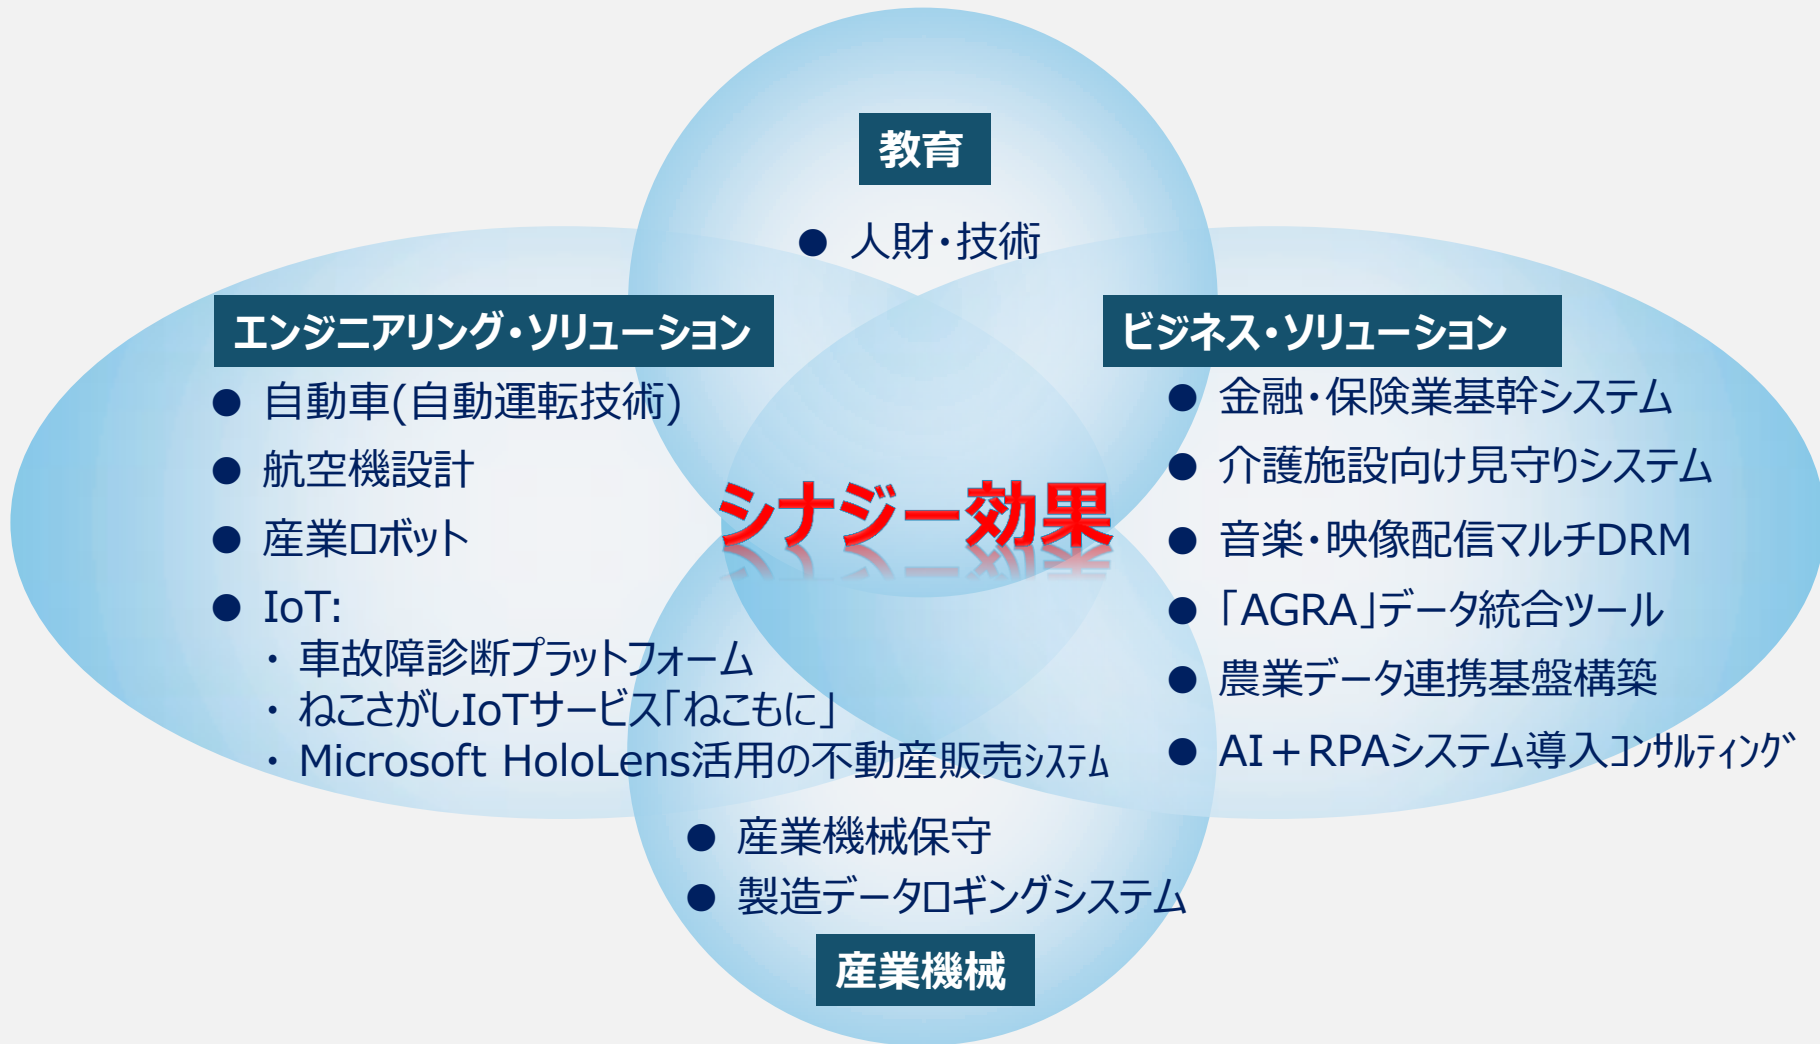 教育
● 人財・技術
エンジニアリング・ソリューション
● 自動車(自動運転技術)
● 航空機設計
● 産業ロボット
● IoT:
・ 車故障診断プラットフォーム
・ ねこさがしIoTサービス「ねこもに」
・ Microsoft HoloLens活用の不動産販売ｼｽﾃﾑ
シナジー効果
ビジネス・ソリューション
● 金融・保険業基幹システム
● 介護施設向け見守りシステム
● 音楽・映像配信マルチDRM
● 「AGRA」データ統合ツール
● 農業データ連携基盤構築
● AI＋RPAシステム導入ｺﾝｻﾙﾃｨﾝｸﾞ
● 産業機械保守
● 製造データロギングシステム
産業機械